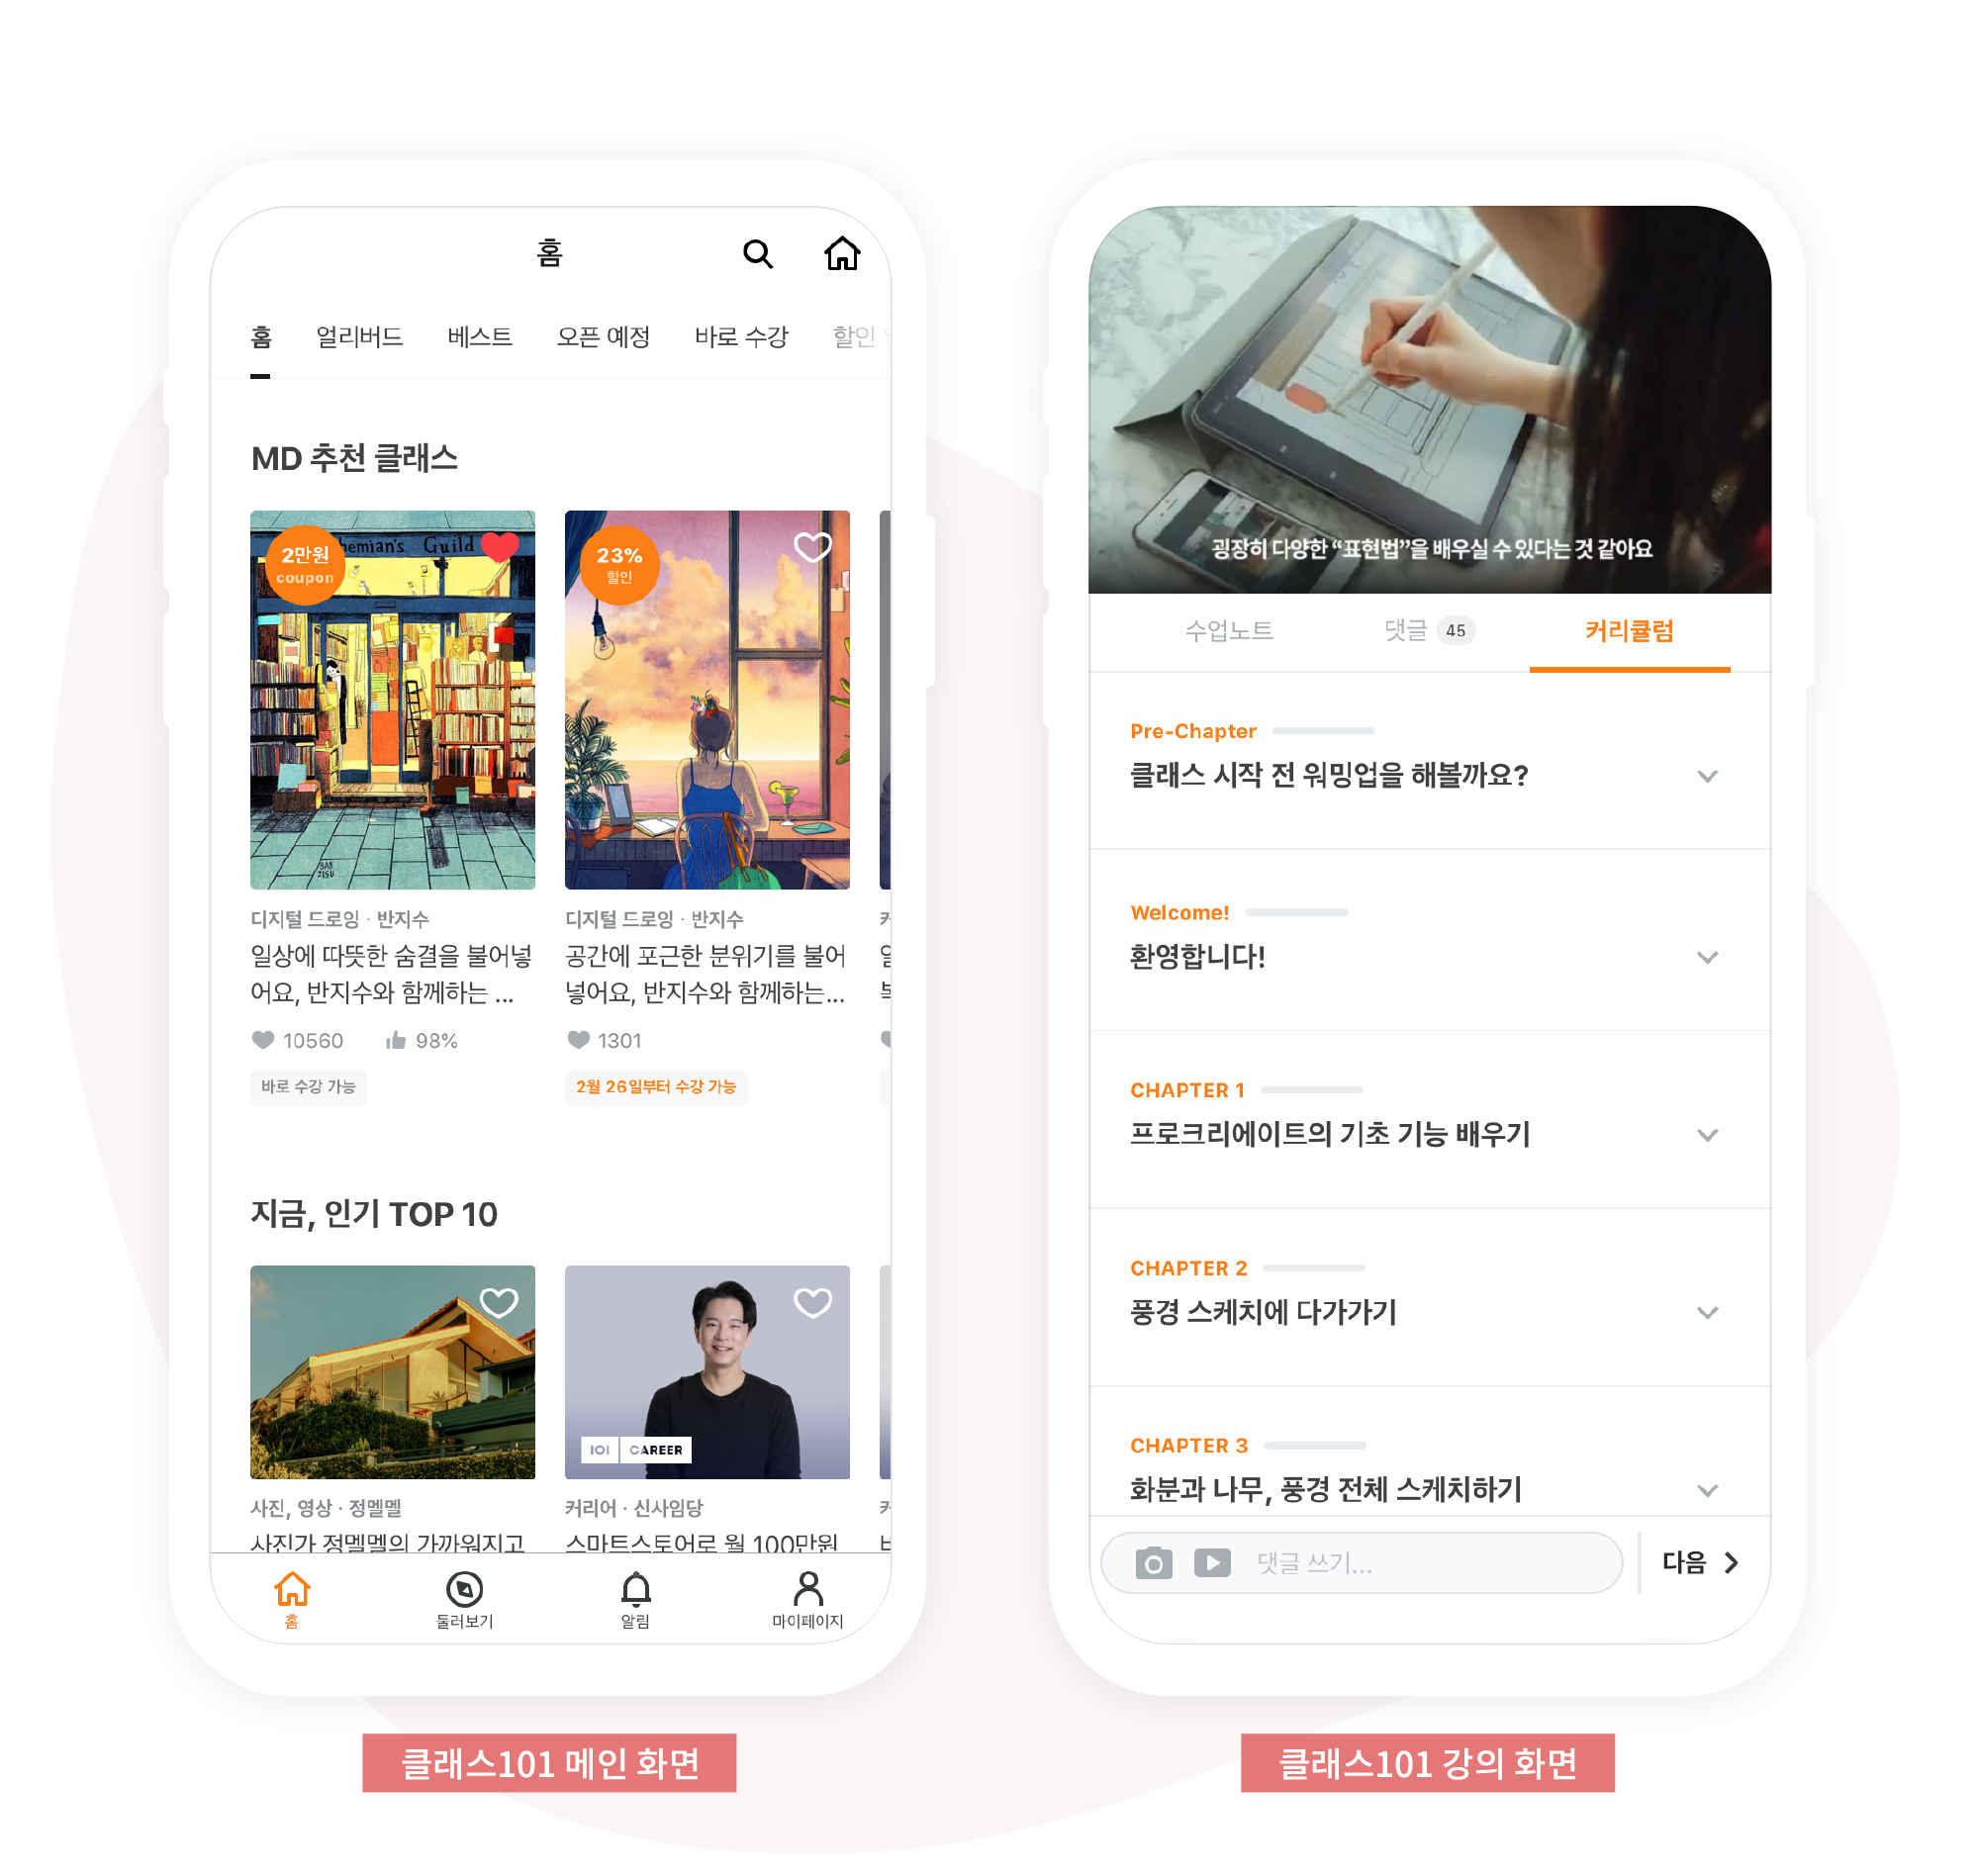 홈
홈 얼리버드 베스트 오픈 예정 바로 수강 할인
MD 추천 클래스
2만원
coupon
hemian's Guild
BAN
JISU
23%
할인
디지털 드로잉 · 반지수
일상에 따뜻한 숨결을 불어넣
어요, 반지수와 함께하는 ...
10560 98%
바로 수강 가능
디지털 드로잉 · 반지수
공간에 포근한 분위기를 불어
넣어요, 반지수와 함께하는...
1301
2월 26일부터 수강 가능
지금, 인기 TOP 10
101 CAREER
사진, 영상 · 정멜멜
사진가 정멜멜의 가까워지고
커리어 · 신사임당
스마트스토어로 월 100만원
홈 둘러보기 알림 마이페이지
클래스101 메인 화면
굉장히 다양한 “표현법”을 배우실 수 있다는 것 같아요
수업노트 댓글 45 커리큘럼
Pre-Chapter
클래스 시작 전 워밍업을 해볼까요?
Welcome!
환영합니다!
CHAPTER 1
프로크리에이트의 기초 기능 배우기
CHAPTER 2
풍경 스케치에 다가가기
CHAPTER 3
화분과 나무, 풍경 전체 스케치하기
댓글 쓰기... 다음
클래스101 강의 화면